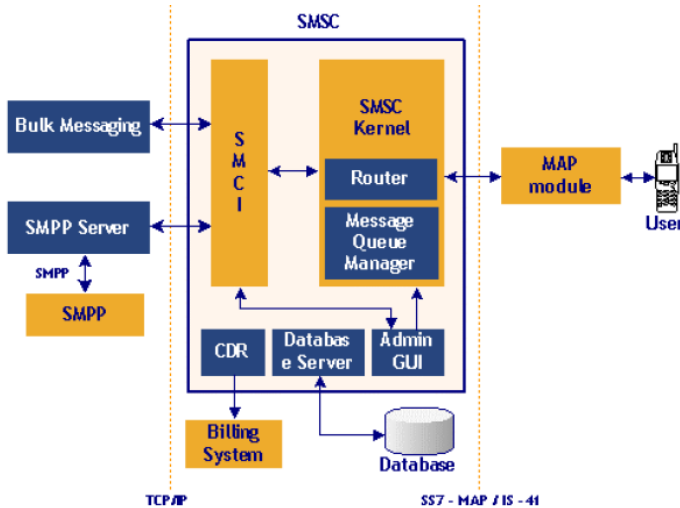 SMSC
Bulk Messaging
SMPP Server
SMPP
SMPP
S
M
C
I
SMSC
Kernel
Router
Message
Queue
Manager
MAP
module
User
CDR
Databas
e Server
Admin
GUI
Billing
System
Database
TCP/IP
SS7 - MAP / IS - 41